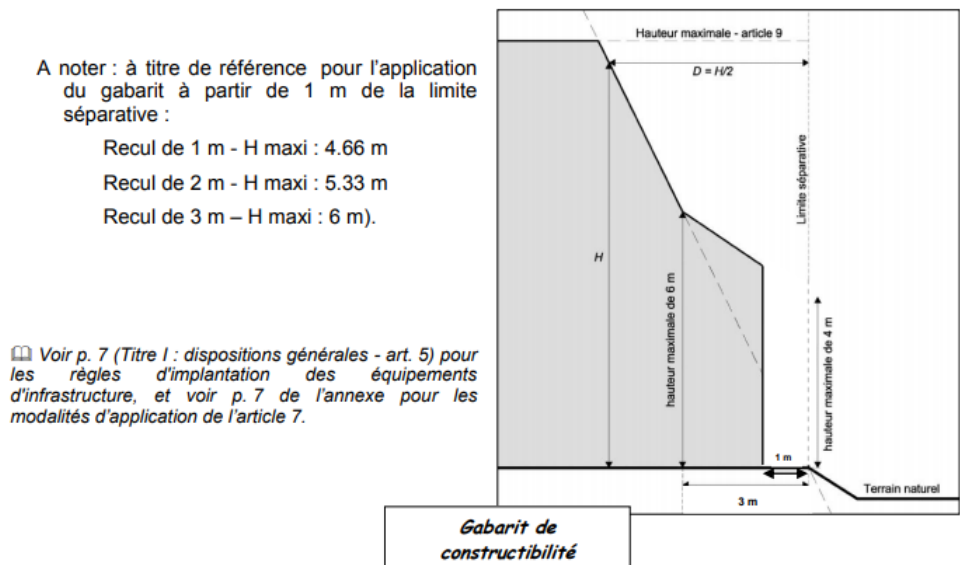 A noter : à titre de référence pour l'application
du gabarit à partir de 1 m de la limite
séparative :
Recul de 1 m - H maxi : 4.66 m
Recul de 2 m - H maxi : 5.33 m
Recul de 3 m – H maxi : 6 m).
🕮 Voir p. 7 (Titre I : dispositions générales - art. 5) pour
les règles d'implantation des équipements
d'infrastructure, et voir p. 7 de l'annexe pour les
modalités d'application de l'article 7.
Hauteur maximale - article 9
D = H/2
Limite séparative
H
hauteur maximale de 6 m
hauteur maximale de 4 m
1 m
Terrain naturel
3 m
Gabarit de
constructibilité